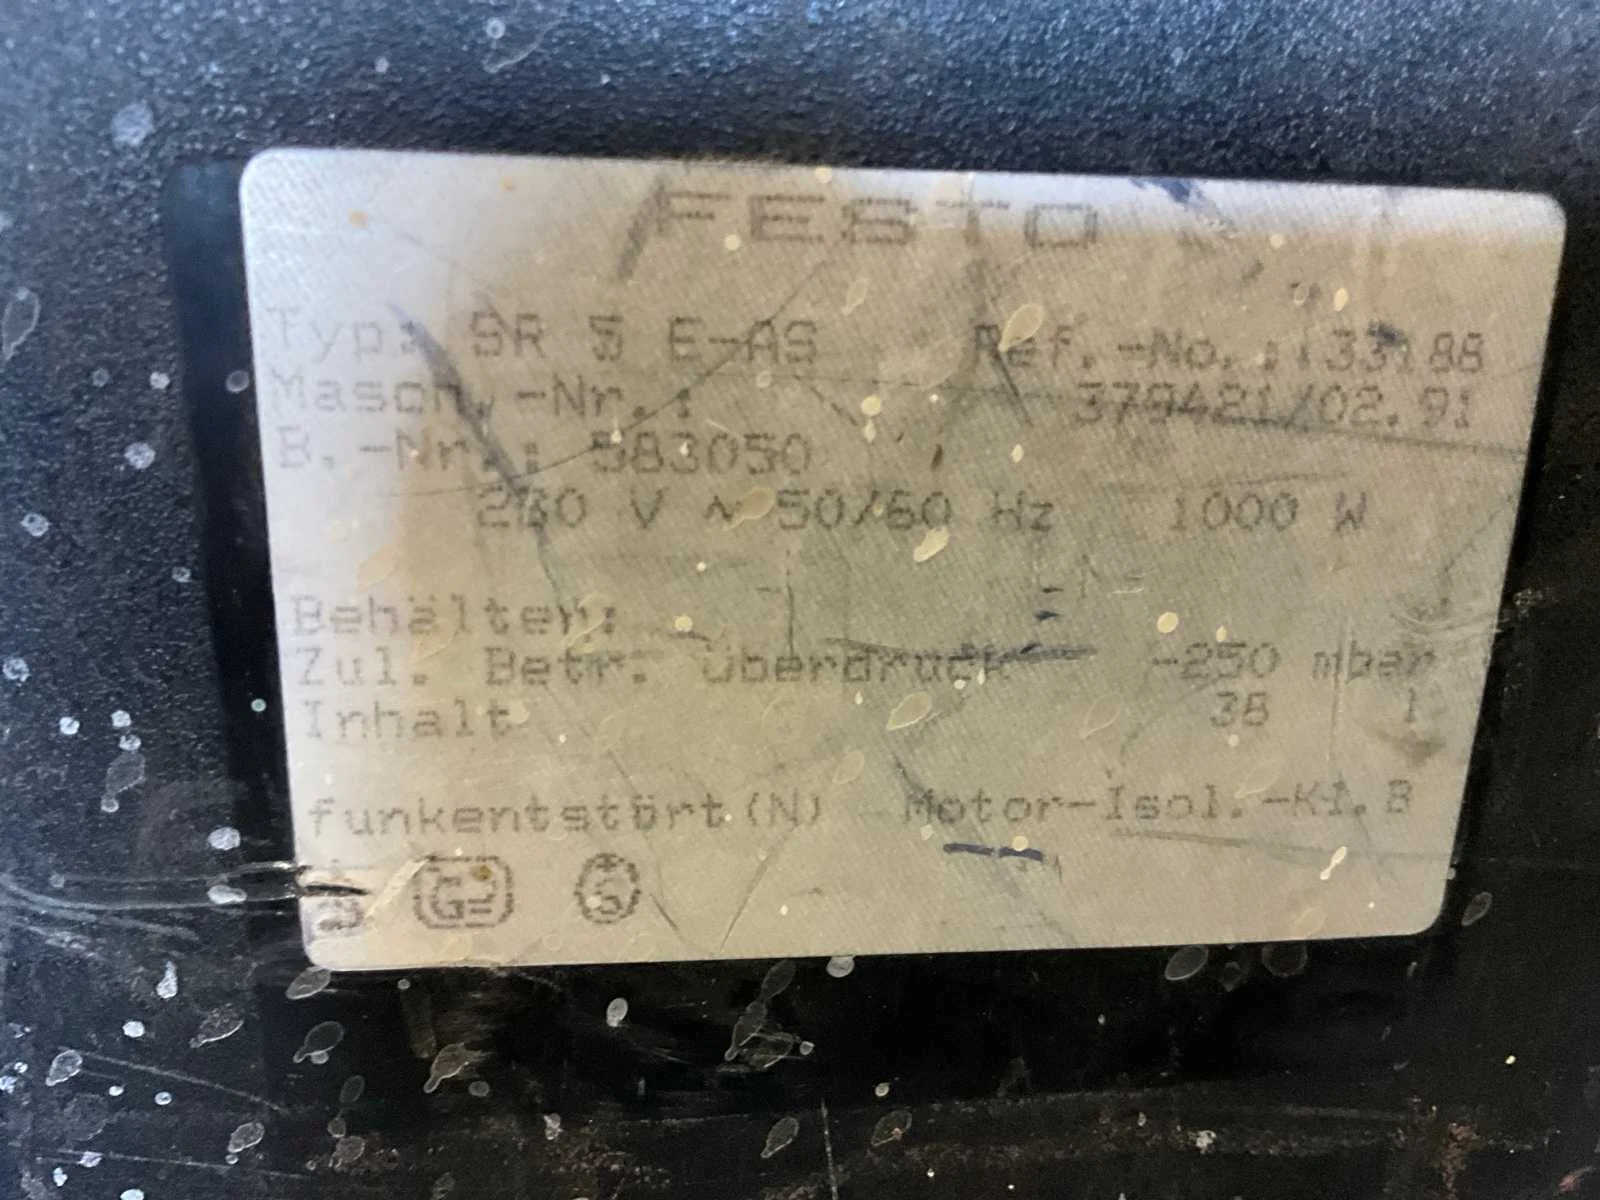 FESTO
Typ: SR 5 E-AS Ref.-No.: 33188
Masch.-Nr.: 379421/02.91
B.-Nr.: 583050
230 V ~ 50/60 Hz 1000 W
Behälter:
Zul. Betr. Überdruck -250 mbar
Inhalt 38 l
funkentstört(N) Motor-Isol.-Kl.B
S